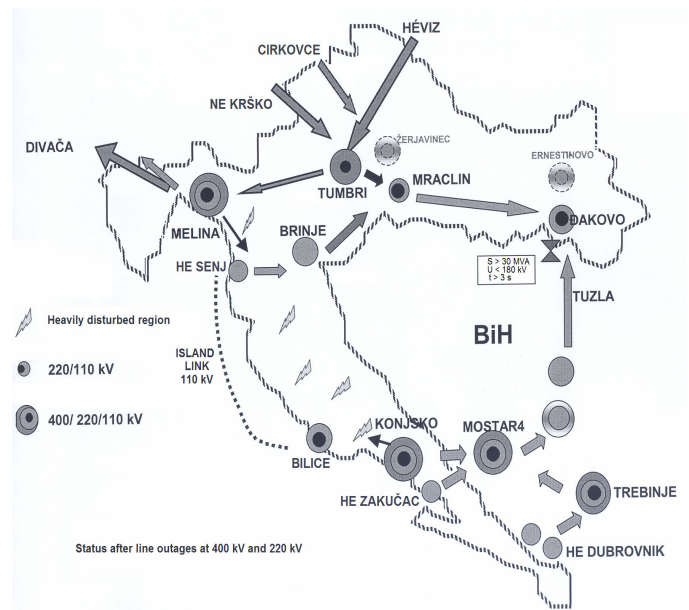 HÉVIZ
CIRKOVCE
NE KRŠKO
DIVAČA
ŽERJAVINEC
ERNESTINOVO
TUMBRI
MRACLIN
MELINA
BRINJE
ĐAKOVO
HE SENJ
S > 30 MVA
U < 180 kV
t > 3 s
TUZLA
Heavily disturbed region
BiH
ISLAND
LINK
110 kV
220/110 kV
400/ 220/110 kV
KONJSKO
MOSTAR4
BILICE
HE ZAKUČAC
TREBINJE
HE DUBROVNIK
Status after line outages at 400 kV and 220 kV